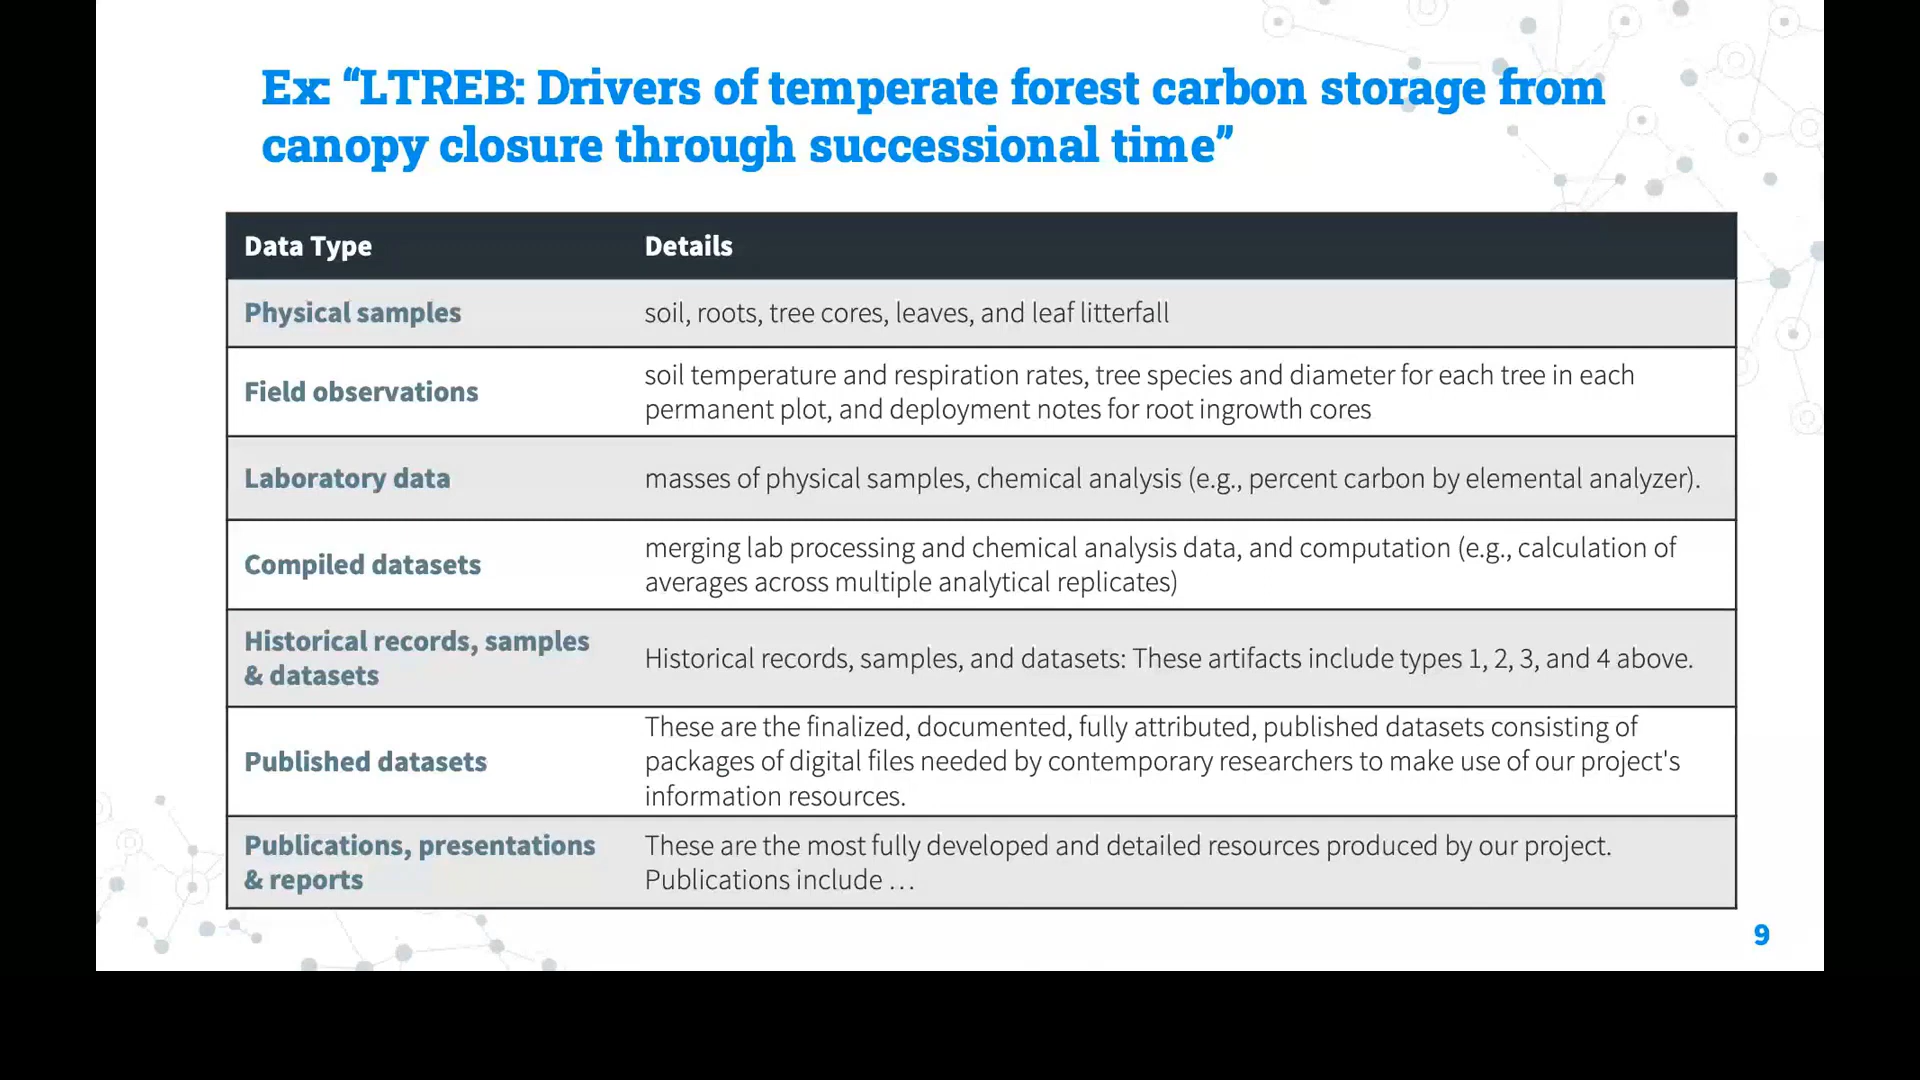 Ex: “LTREB: Drivers of temperate forest carbon storage from
canopy closure through successional time”
Data Type
Details
Physical samples
soil, roots, tree cores, leaves, and leaf litterfall
Field observations
soil temperature and respiration rates, tree species and diameter for each tree in each
permanent plot, and deployment notes for root ingrowth cores
Laboratory data
masses of physical samples, chemical analysis (e.g., percent carbon by elemental analyzer).
Compiled datasets
merging lab processing and chemical analysis data, and computation (e.g., calculation of
averages across multiple analytical replicates)
Historical records, samples
& datasets
Historical records, samples, and datasets: These artifacts include types 1, 2, 3, and 4 above.
Published datasets
These are the finalized, documented, fully attributed, published datasets consisting of
packages of digital files needed by contemporary researchers to make use of our project's
information resources.
Publications, presentations
& reports
These are the most fully developed and detailed resources produced by our project.
Publications include …
9